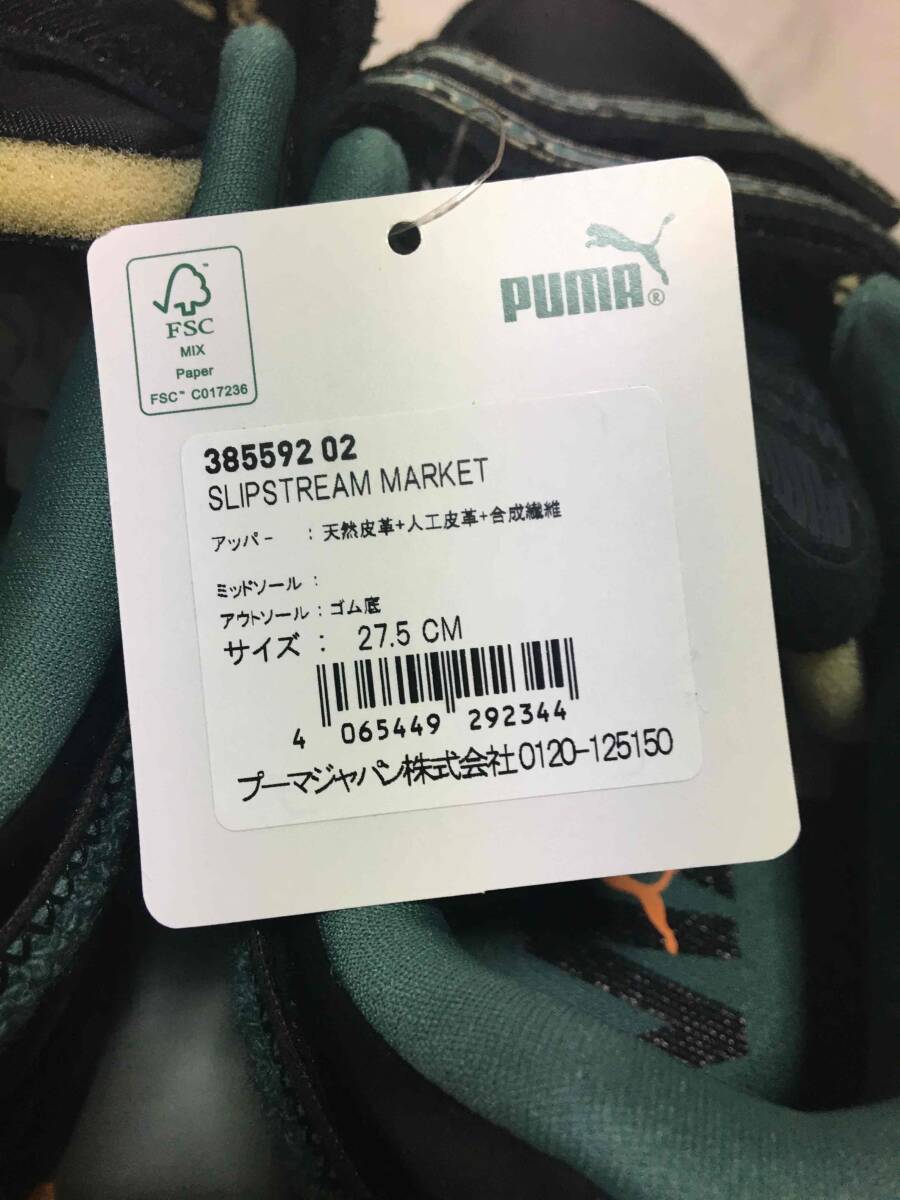 FSC
MIX
Paper
FSC™ C017236
PUMA®
385592 02
SLIPSTREAM MARKET
アッパー : 天然皮革+人工皮革+合成繊維
ミッドソール :
アウトソール : ゴム底
サイズ : 27.5 CM
4 065449 292344
プーマジャパン株式会社0120-125150